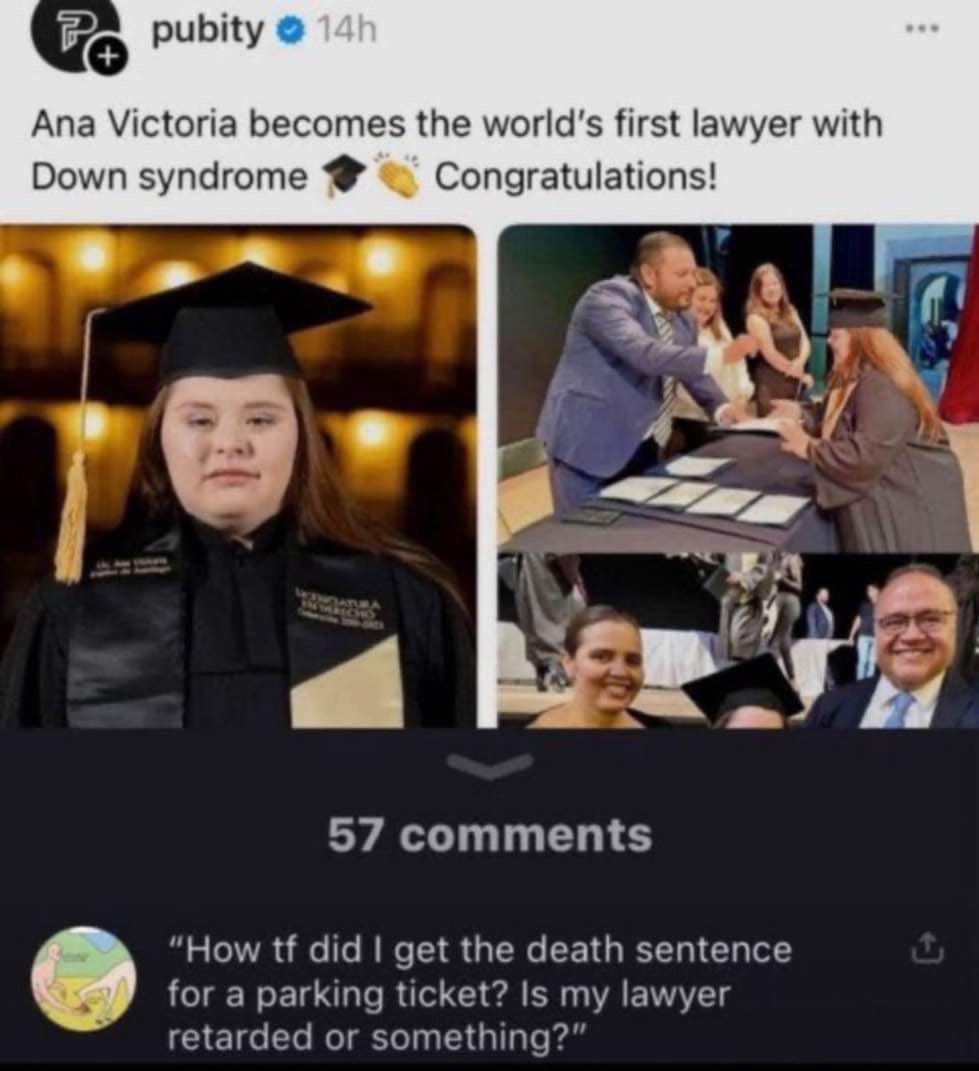 pubity 14h
Ana Victoria becomes the world's first lawyer with
Down syndrome 🎓👏 Congratulations!
LICENCIATURA
EN DERECHO
57 comments
"How tf did I get the death sentence
for a parking ticket? Is my lawyer
retarded or something?"